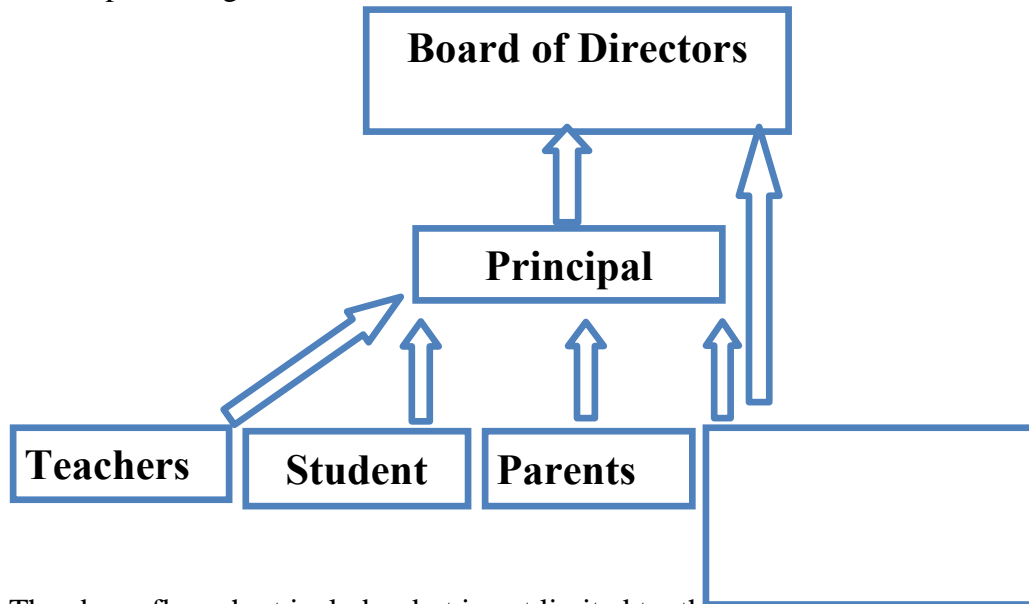 Board of Directors
Principal
Teachers
Student
Parents